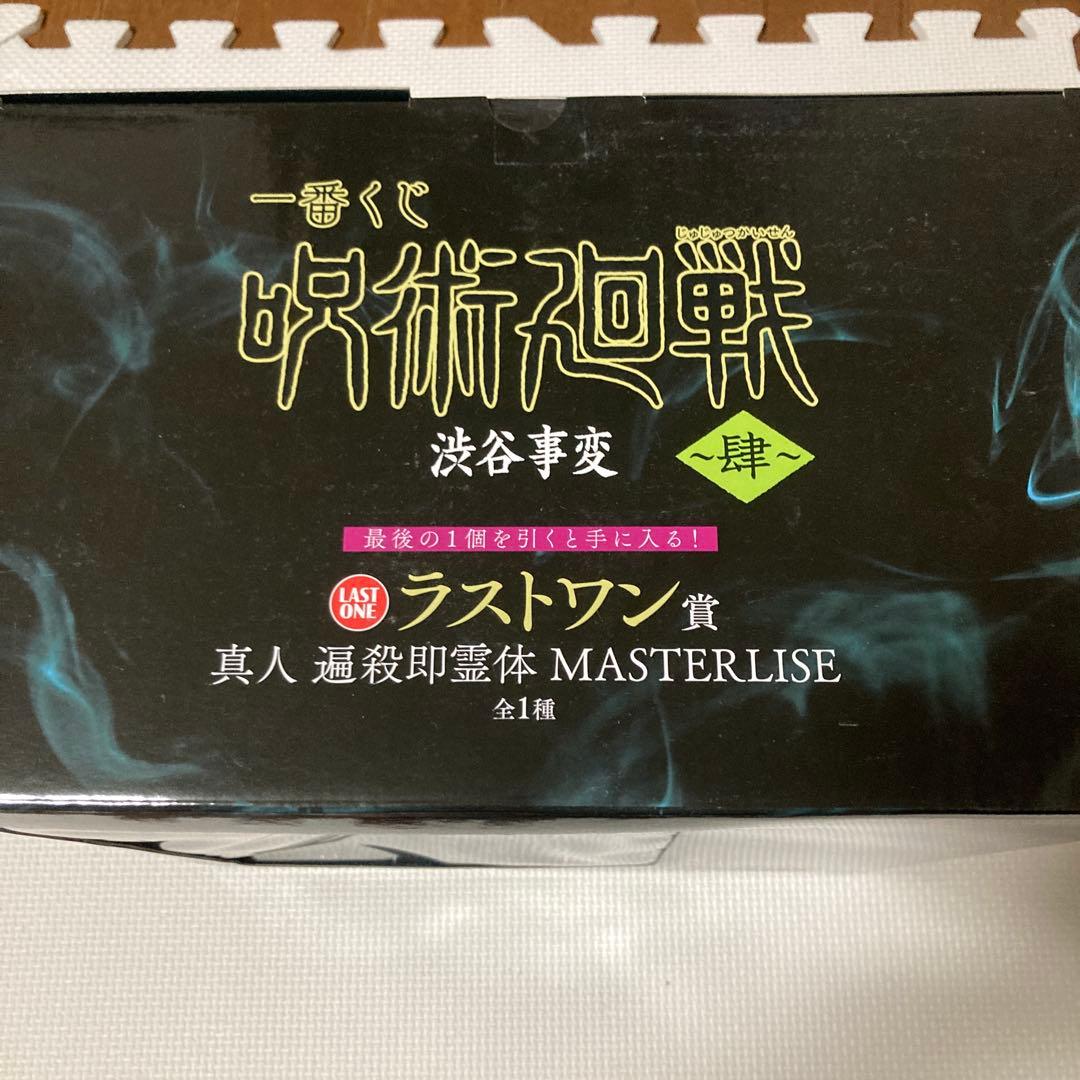 一番くじ
じゅじゅつかいせん
呪術廻戦
渋谷事変 ～肆～
最後の1個を引くと手に入る！
LAST ONE ラストワン賞
真人 遍殺即霊体 MASTERLISE
全1種